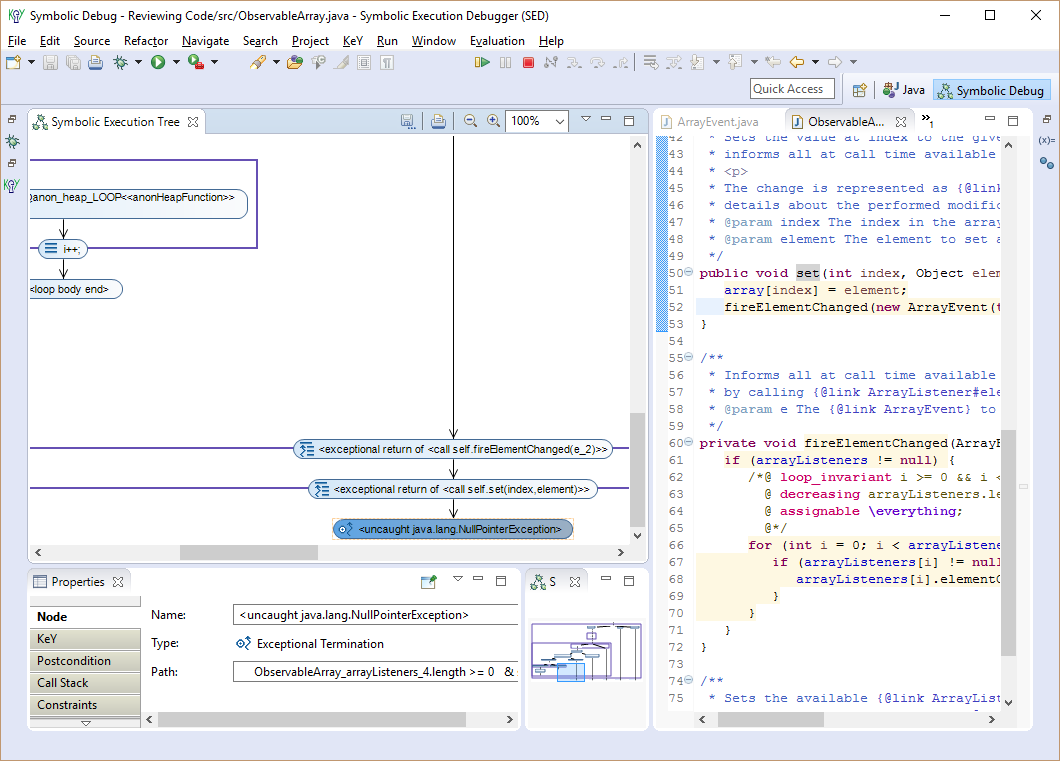 Symbolic Debug - Reviewing Code/src/ObservableArray.java - Symbolic Execution Debugger (SED)
File Edit Source Refactor Navigate Search Project KeY Run Window Evaluation Help
Quick Access
Java
Symbolic Debug
Symbolic Execution Tree
100%
anon_heap_LOOP<<anonHeapFunction>>
i++;
<loop body end>
<exceptional return of <call self.fireElementChanged(e_2)>>
<exceptional return of <call self.set(index,element)>>
<uncaught java.lang.NullPointerException>
Properties
Node
KeY
Postcondition
Call Stack
Constraints
Name: <uncaught java.lang.NullPointerException>
Type: Exceptional Termination
Path: ObservableArray_arrayListeners_4.length >= 0 &
S
ArrayEvent.java
ObservableA...
»1
42 * Sets the value at index to the give
43 * informs all at call time available
44 * <p>
45 * The change is represented as {@link
46 * details about the performed modific
47 * @param index The index in the array
48 * @param element The element to set a
49 */
50 public void set(int index, Object elem
51 array[index] = element;
52 fireElementChanged(new ArrayEvent(t
53 }
54
55 /**
56 * Informs all at call time available
57 * by calling {@link ArrayListener#ele
58 * @param e The {@link ArrayEvent} to
59 */
60 private void fireElementChanged(ArrayE
61 if (arrayListeners != null) {
62 /*@ loop_invariant i >= 0 && i <
63 @ decreasing arrayListeners.le
64 @ assignable \everything;
65 @*/
66 for (int i = 0; i < arrayListene
67 if (arrayListeners[i] != null
68 arrayListeners[i].elementC
69 }
70 }
71 }
72 }
73
74 /**
75 * Sets the available {@link ArrayList
(x)=